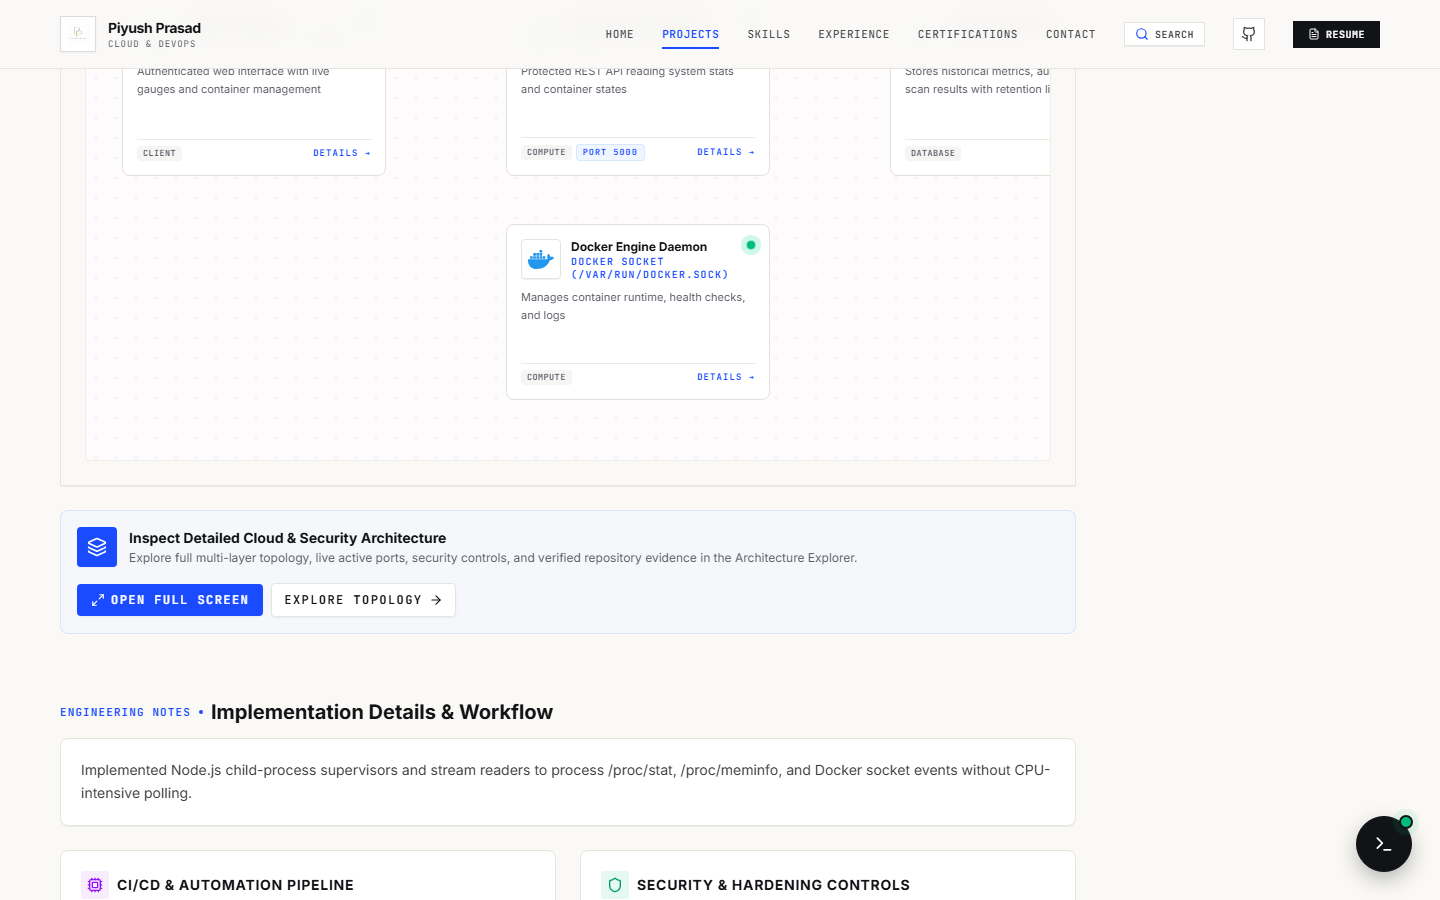 Piyush Prasad
CLOUD & DEVOPS
HOME
PROJECTS
SKILLS
EXPERIENCE
CERTIFICATIONS
CONTACT
SEARCH
RESUME
Authenticated web interface with live
gauges and container management
CLIENT
DETAILS →
Protected REST API reading system stats
and container states
COMPUTE
PORT 5000
DETAILS →
Stores historical metrics, au
scan results with retention li
DATABASE
Docker Engine Daemon
DOCKER SOCKET
(/VAR/RUN/DOCKER.SOCK)
Manages container runtime, health checks,
and logs
COMPUTE
DETAILS →
Inspect Detailed Cloud & Security Architecture
Explore full multi-layer topology, live active ports, security controls, and verified repository evidence in the Architecture Explorer.
OPEN FULL SCREEN
EXPLORE TOPOLOGY →
ENGINEERING NOTES • Implementation Details & Workflow
Implemented Node.js child-process supervisors and stream readers to process /proc/stat, /proc/meminfo, and Docker socket events without CPU-
intensive polling.
CI/CD & AUTOMATION PIPELINE
SECURITY & HARDENING CONTROLS